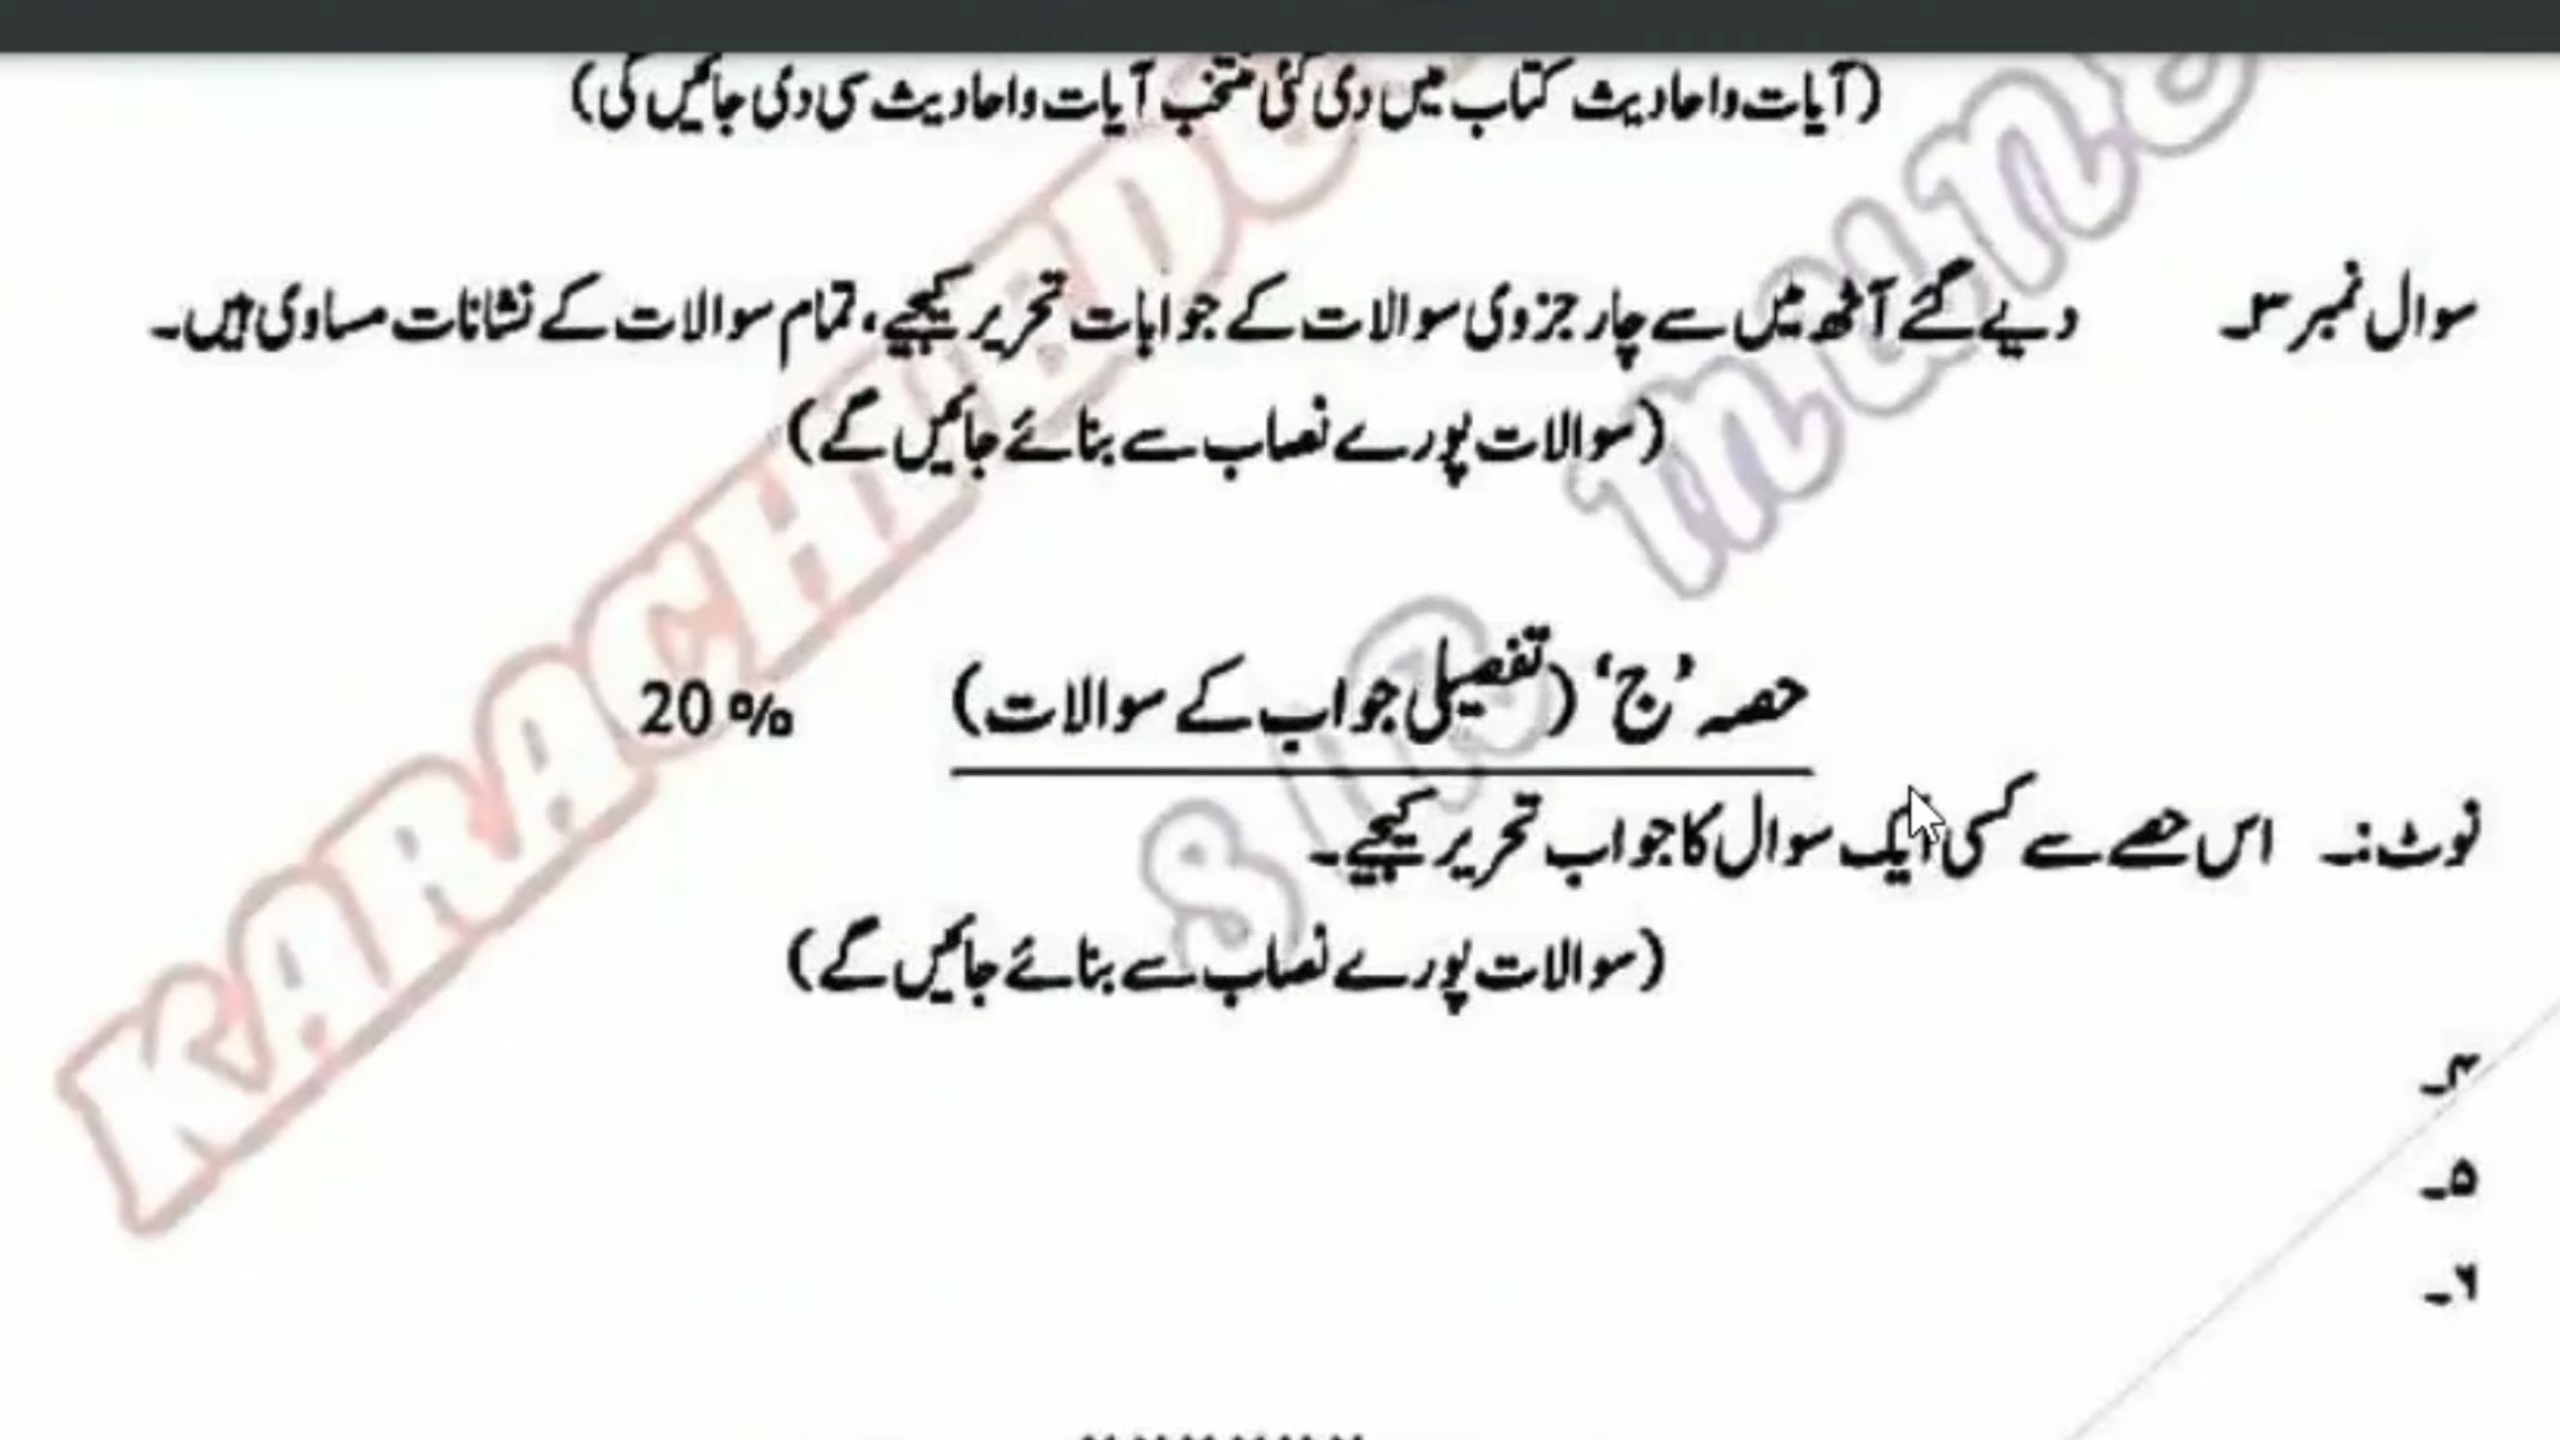 (آیات واحادیث کتاب میں دی گئی منتخب آیات واحادیث سی دی جائیں گی)
سوال نمبر ۳۔ دیے گئے آٹھ میں سے چار جزوی سوالات کے جوابات تحریر کیجیے، تمام سوالات کے نشانات مساوی ہیں۔
(سوالات پورے نصاب سے بنائے جائیں گے)
حصہ ’ج‘ (تفصیلی جواب کے سوالات) 20 %
نوٹ:۔ اس حصے سے کسی ایک سوال کا جواب تحریر کیجیے۔
(سوالات پورے نصاب سے بنائے جائیں گے)
۴۔
۵۔
۶۔
KARACHI
sir